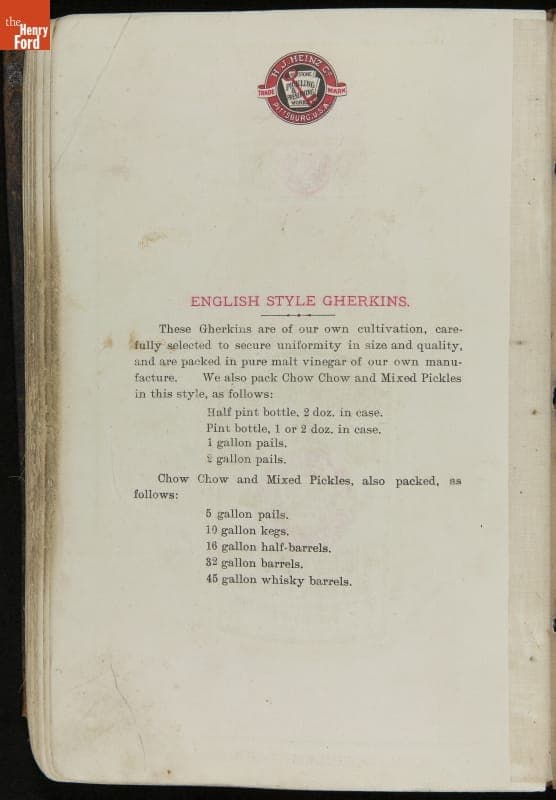 the
Henry
Ford
H. J. HEINZ CO.
KEYSTONE
PICKLING
&
PRESERVING
WORKS
TRADE MARK
PITTSBURG, U.S.A.
ENGLISH STYLE GHERKINS.
These Gherkins are of our own cultivation, care-
fully selected to secure uniformity in size and quality,
and are packed in pure malt vinegar of our own manu-
facture. We also pack Chow Chow and Mixed Pickles
in this style, as follows:
Half pint bottle, 2 doz. in case.
Pint bottle, 1 or 2 doz. in case.
1 gallon pails.
2 gallon pails.
Chow Chow and Mixed Pickles, also packed, as
follows:
5 gallon pails.
10 gallon kegs.
16 gallon half-barrels.
32 gallon barrels.
45 gallon whisky barrels.